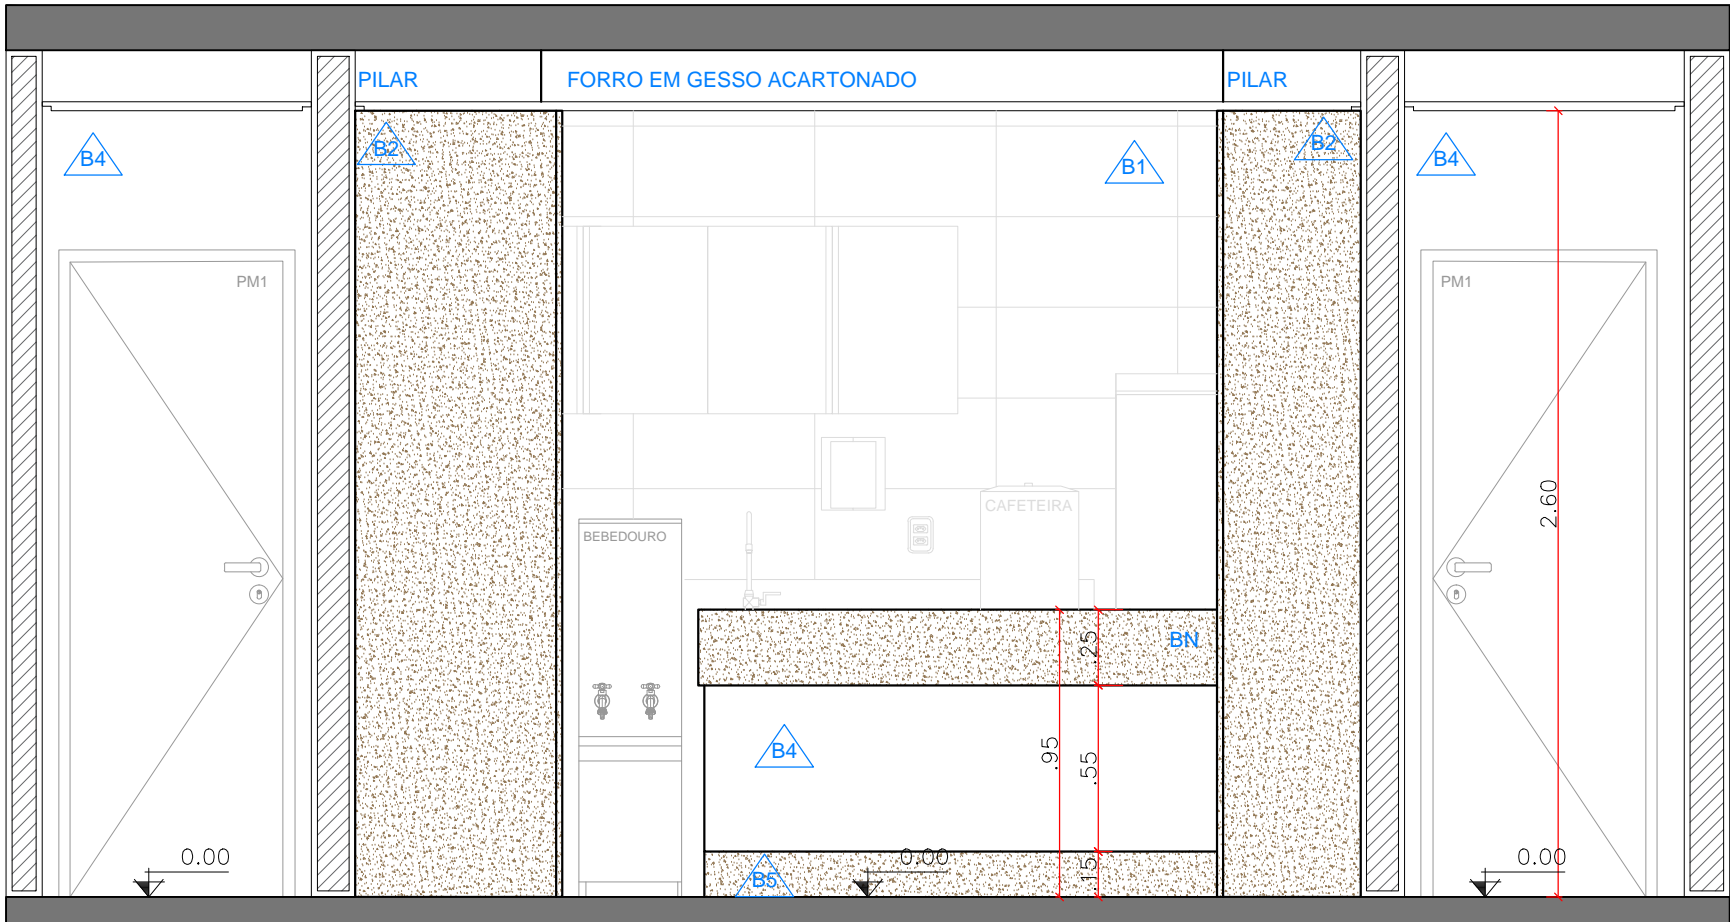 PILAR
FORRO EM GESSO ACARTONADO
PILAR
B4
B2
B1
B2
B4
PM1
PM1
CAFETEIRA
2.60
BEBEDOURO
BN
.25
B4
.95
.55
0.00
0.00
0.00
B5
.15